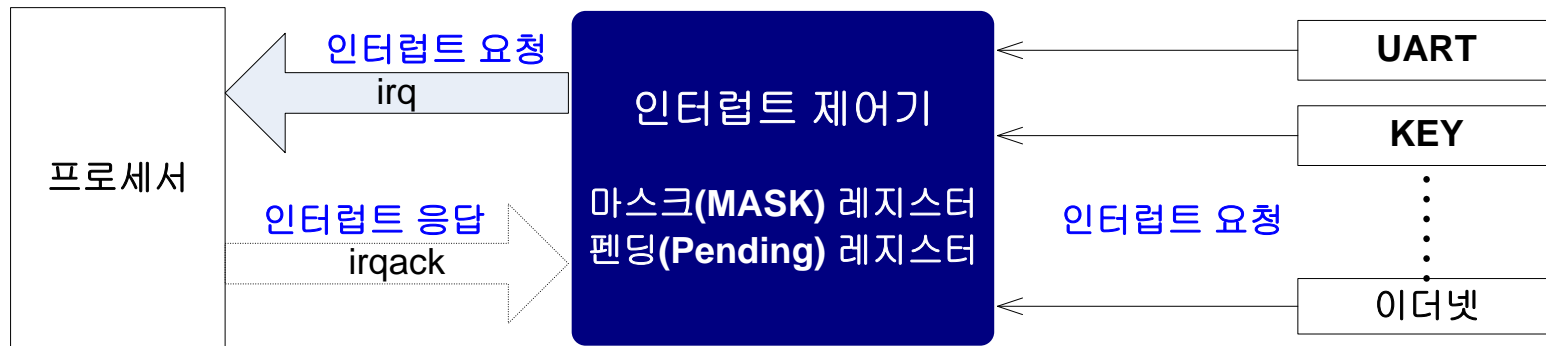 프로세서
인터럽트 요청
irq
인터럽트 응답
irqack
인터럽트 제어기
마스크(MASK) 레지스터
펜딩(Pending) 레지스터
인터럽트 요청
UART
KEY
이더넷